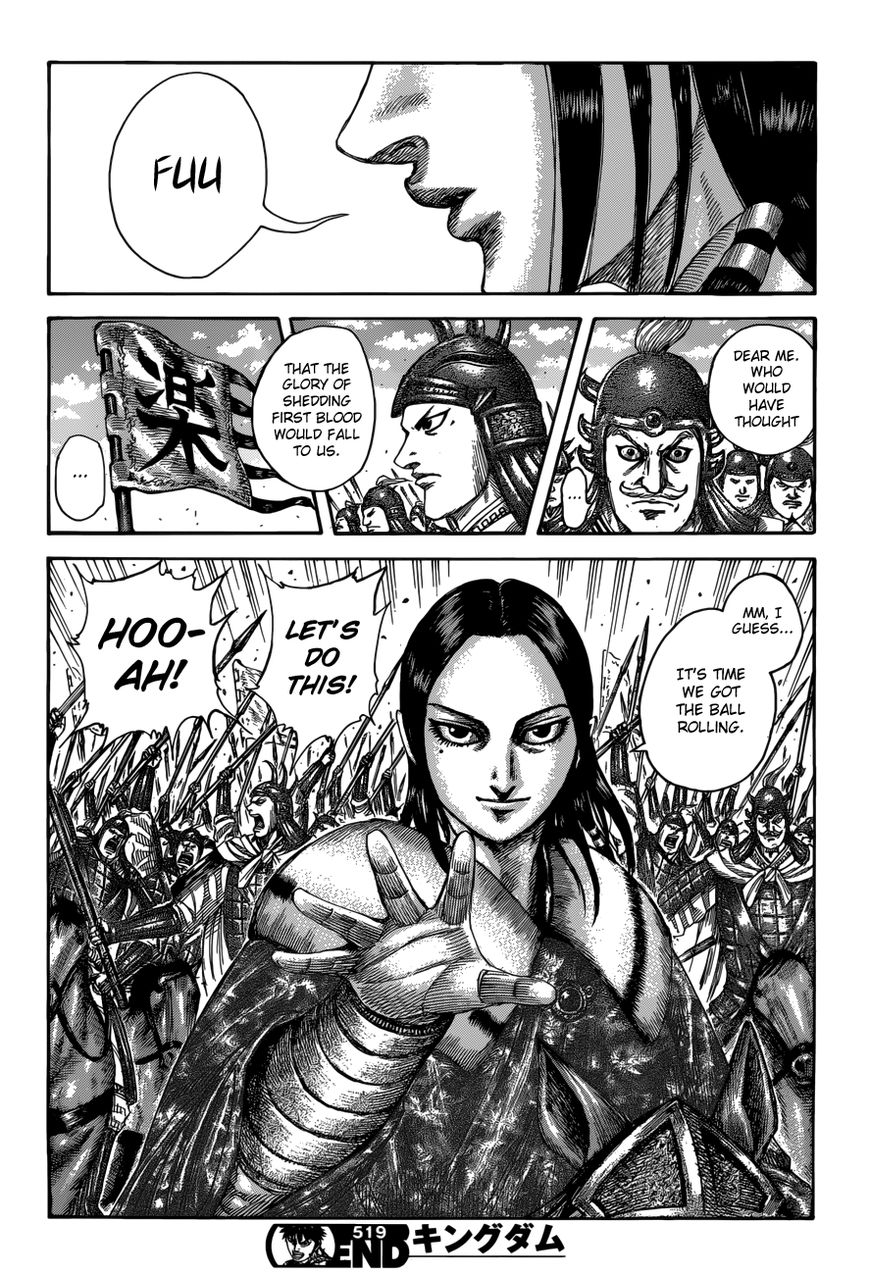 FUU
DEAR ME.
WHO
WOULD
HAVE
THOUGHT
...
THAT THE
GLORY OF
SHEDDING
FIRST BLOOD
WOULD FALL
TO US.
楽
...
MM, I
GUESS...
IT'S TIME
WE GOT
THE BALL
ROLLING.
LET'S
DO
THIS!
HOO-
AH!
519
END キングダム